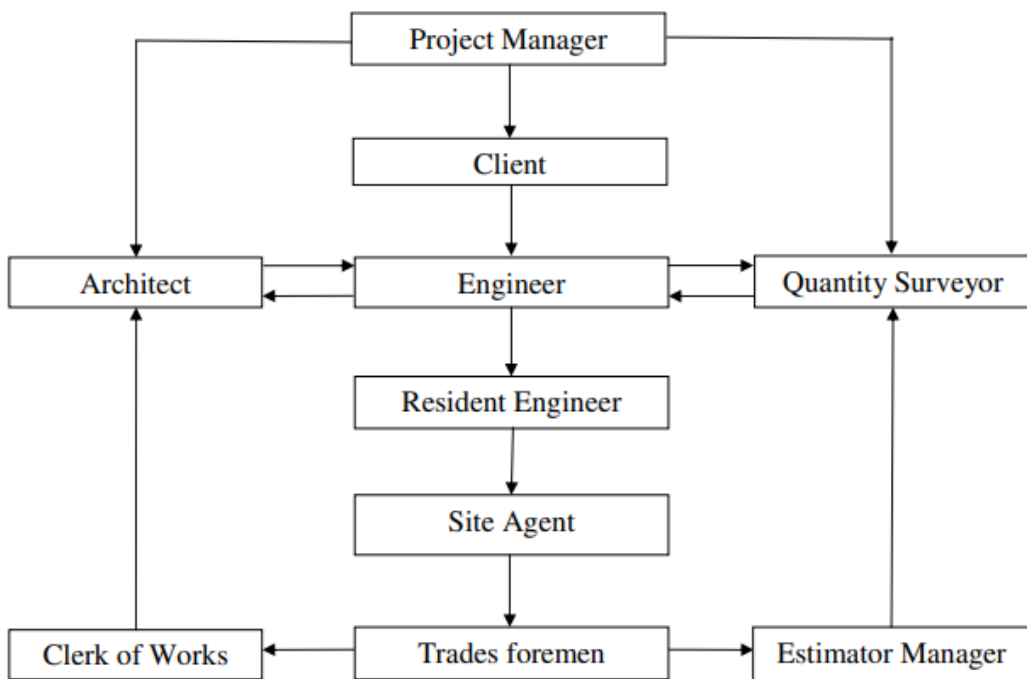 Project Manager
Client
Architect
Engineer
Quantity Surveyor
Resident Engineer
Site Agent
Clerk of Works
Trades foremen
Estimator Manager